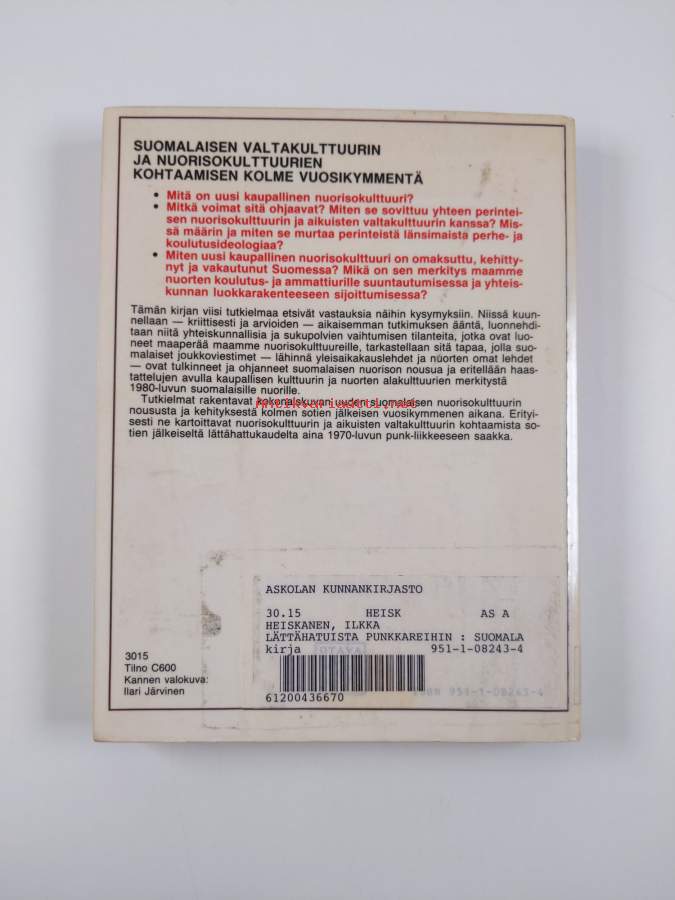 SUOMALAISEN VALTAKULTTUURIN
JA NUORISOKULTTUURIEN
KOHTAAMISEN KOLME VUOSIKYMMENTÄ
• Mitä on uusi kaupallinen nuorisokulttuuri?
• Mitkä voimat sitä ohjaavat? Miten se sovittuu yhteen perintei-
sen nuorisokulttuurin ja aikuisten valtakulttuurin kanssa? Mis-
sä määrin ja miten se murtaa perinteistä länsimaista perhe- ja
koulutusideologiaa?
• Miten uusi kaupallinen nuorisokulttuuri on omaksuttu, kehitty-
nyt ja vakautunut Suomessa? Mikä on sen merkitys maamme
nuorten koulutus- ja ammattiurille suuntautumisessa ja yhteis-
kunnan luokkarakenteeseen sijoittumisessa?
Tämän kirjan viisi tutkielmaa etsivät vastauksia näihin kysymyksiin. Niissä kuun-
nellaan — kriittisesti ja arvioiden — aikaisemman tutkimuksen ääntä, luonnehdi-
taan niitä yhteiskunnallisia ja sukupolvien vaihtumisen tilanteita, jotka ovat luo-
neet maaperää maamme nuorisokulttuureille, tarkastellaan sitä tapaa, jolla suo-
malaiset joukkoviestimet — lähinnä yleisaikakauslehdet ja nuorten omat lehdet
— ovat tulkinneet ja ohjanneet suomalaisen nuorison nousua ja eritellään haas-
tattelujen avulla kaupallisen kulttuurin ja nuorten alakulttuurien merkitystä
1980-luvun suomalaisille nuorille.
Antikvariaatti.net
Tutkielmat rakentavat kokonaiskuvan uuden suomalaisen nuorisokulttuurin
noususta ja kehityksestä kolmen sotien jälkeisen vuosikymmenen aikana. Erityi-
sesti ne kartoittavat nuorisokulttuurin ja aikuisten valtakulttuurin kohtaamista so-
tien jälkeiseltä lättähattukaudelta aina 1970-luvun punk-liikkeeseen saakka.
ASKOLAN KUNNANKIRJASTO
30.15 HEISK AS A
HEISKANEN, ILKKA
LÄTTÄHATUISTA PUNKKAREIHIN : SUOMALA
kirja 951-1-08243-4
OTAVA
ISBN 951-1-08243-4
61200436670
3015
Tilno C600
Kannen valokuva:
Ilari Järvinen